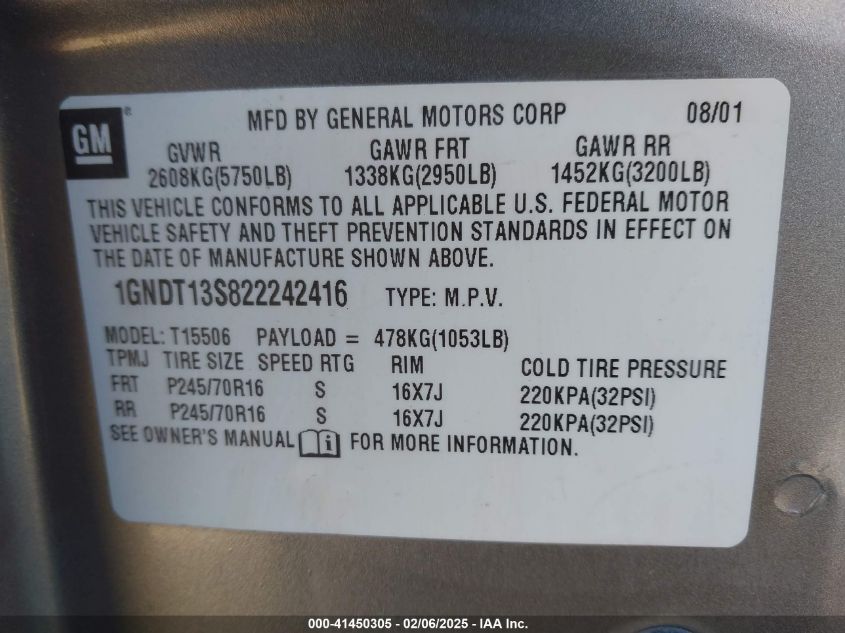 GM®
MFD BY GENERAL MOTORS CORP 08/01
GVWR GAWR FRT GAWR RR
2608KG(5750LB) 1338KG(2950LB) 1452KG(3200LB)
THIS VEHICLE CONFORMS TO ALL APPLICABLE U.S. FEDERAL MOTOR
VEHICLE SAFETY AND THEFT PREVENTION STANDARDS IN EFFECT ON
THE DATE OF MANUFACTURE SHOWN ABOVE.
1GNDT13S822242416 TYPE: M.P.V.
MODEL: T15506 PAYLOAD = 478KG(1053LB)
TPMJ TIRE SIZE SPEED RTG RIM COLD TIRE PRESSURE
FRT P245/70R16 S 16X7J 220KPA(32PSI)
RR P245/70R16 S 16X7J 220KPA(32PSI)
SEE OWNER'S MANUAL i FOR MORE INFORMATION.
000-41450305 - 02/06/2025 - IAA Inc.